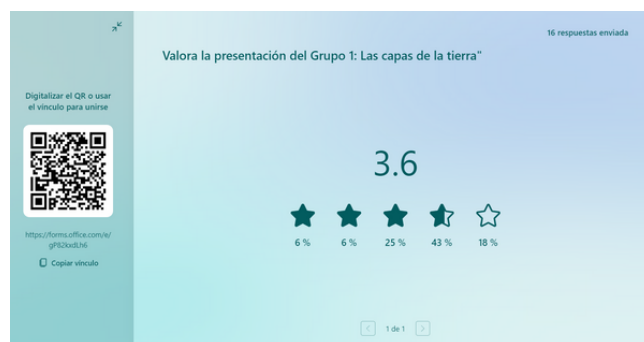 16 respuestas enviada
Valora la presentación del Grupo 1: Las capas de la tierra"
Digitalizar el QR o usar
el vínculo para unirse
https://forms.office.com/e/
gP82kxdLh6
Copiar vínculo
3.6
6 % 6 % 25 % 43 % 18 %
1 de 1